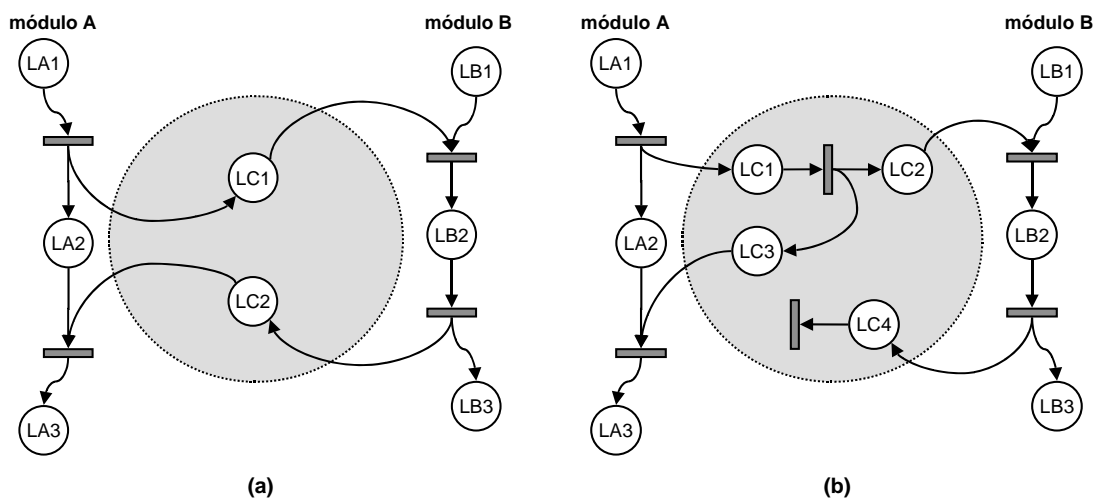 módulo A
módulo B
módulo A
módulo B
LA1
LB1
LA1
LB1
LC1
LC1
LC2
LA2
LB2
LA2
LC3
LB2
LC2
LC4
LA3
LB3
LA3
LB3
(a)
(b)